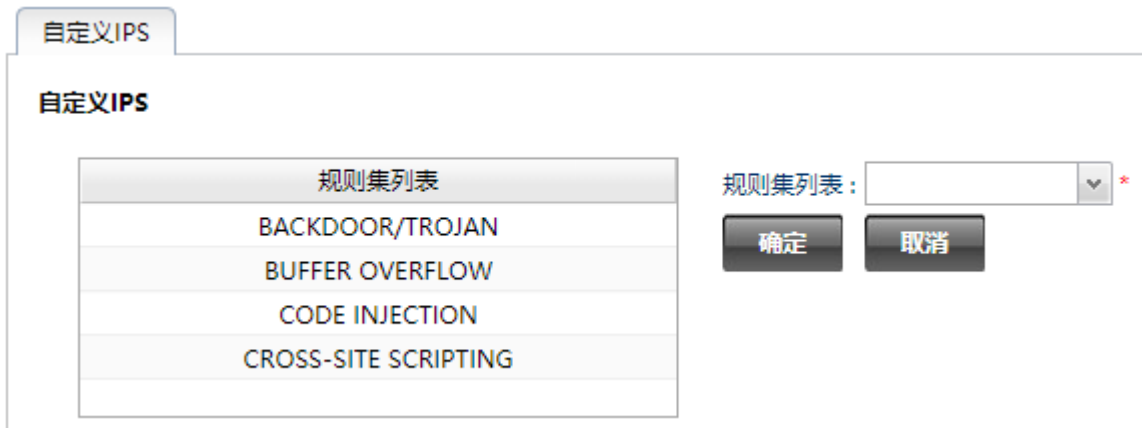 自定义IPS
自定义IPS
规则集列表
BACKDOOR/TROJAN
BUFFER OVERFLOW
CODE INJECTION
CROSS-SITE SCRIPTING
规则集列表： *
确定 取消